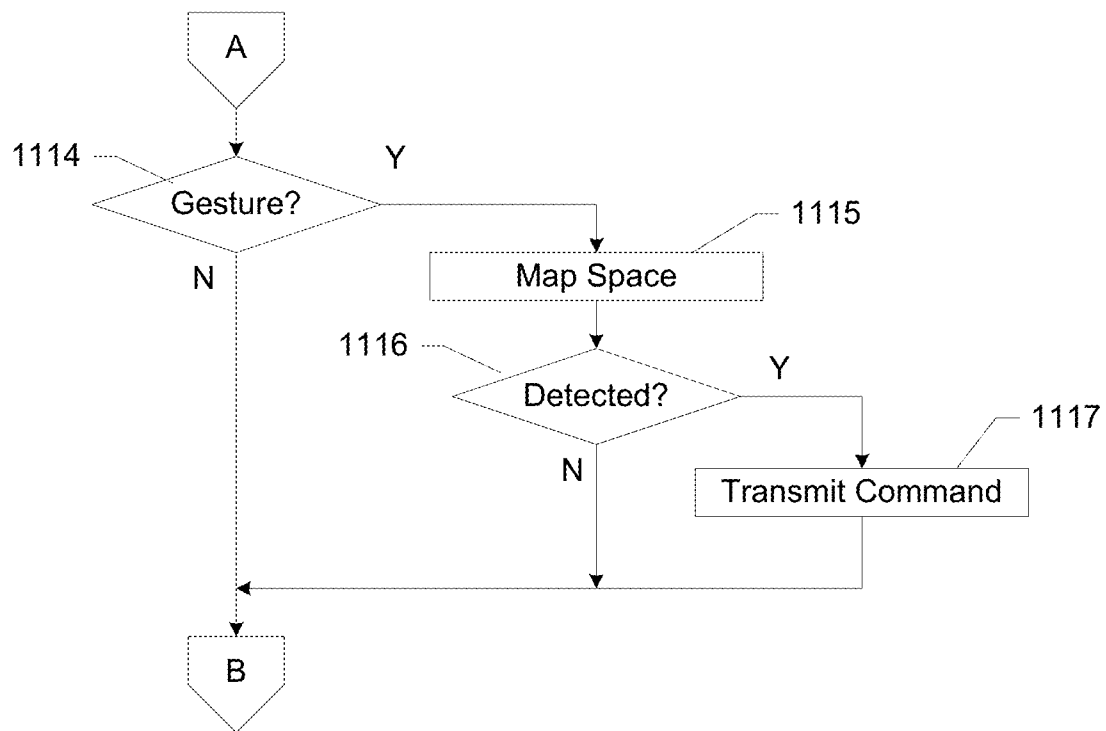 A
1114
Y
Gesture?
1115
N
Map Space
1116
Y
Detected?
1117
N
Transmit Command
B